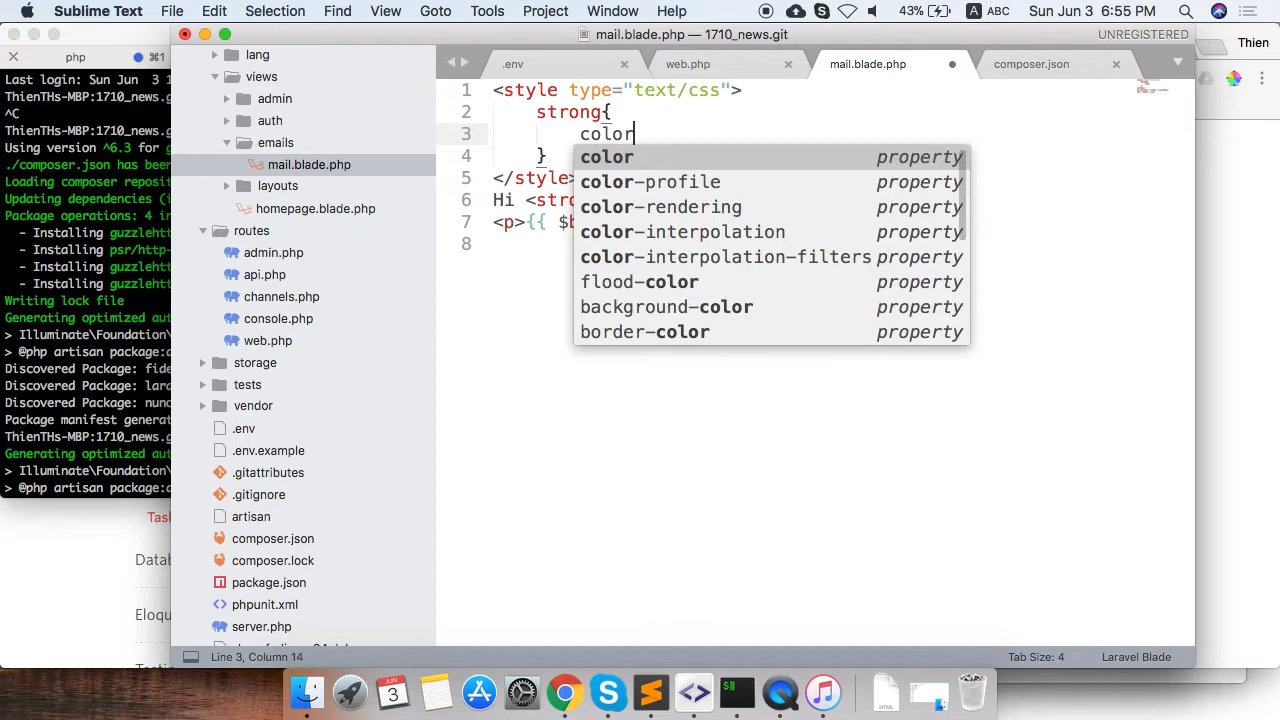 Sublime Text File Edit Selection Find View Goto Tools Project Window Help 43% A ABC Sun Jun 3 6:55 PM
mail.blade.php — 1710_news.git UNREGISTERED
Thien
php ⌘1
Last login: Sun Jun 3 1
ThienTHs-MBP:1710_news.
^C
ThienTHs-MBP:1710_news.g
Using version ^6.3 for g
./composer.json has been
Loading composer reposit
Updating dependencies (i
Package operations: 4 in
- Installing guzzlehtt
- Installing psr/http-
- Installing guzzlehtt
- Installing guzzlehtt
Writing lock file
Generating optimized aut
> Illuminate\Foundation\
> @php artisan package:d
Discovered Package: fide
Discovered Package: lara
Discovered Package: nuno
Package manifest generat
ThienTHs-MBP:1710_news.g
Generating optimized aut
> Illuminate\Foundation\
> @php artisan package:d
Task
Datab
Eloqu
lang
views
admin
auth
emails
mail.blade.php
layouts
homepage.blade.php
routes
admin.php
api.php
channels.php
console.php
web.php
storage
tests
vendor
.env
.env.example
.gitattributes
.gitignore
artisan
composer.json
composer.lock
package.json
phpunit.xml
server.php
.env web.php mail.blade.php composer.json
1 <style type="text/css">
2 strong{
3 color
4 }
5 </style>
6 Hi <stro
7 <p>{{ $b
8
color property
color-profile property
color-rendering property
color-interpolation property
color-interpolation-filters property
flood-color property
background-color property
border-color property
Line 3, Column 14 Tab Size: 4 Laravel Blade
JUN
3
HTML